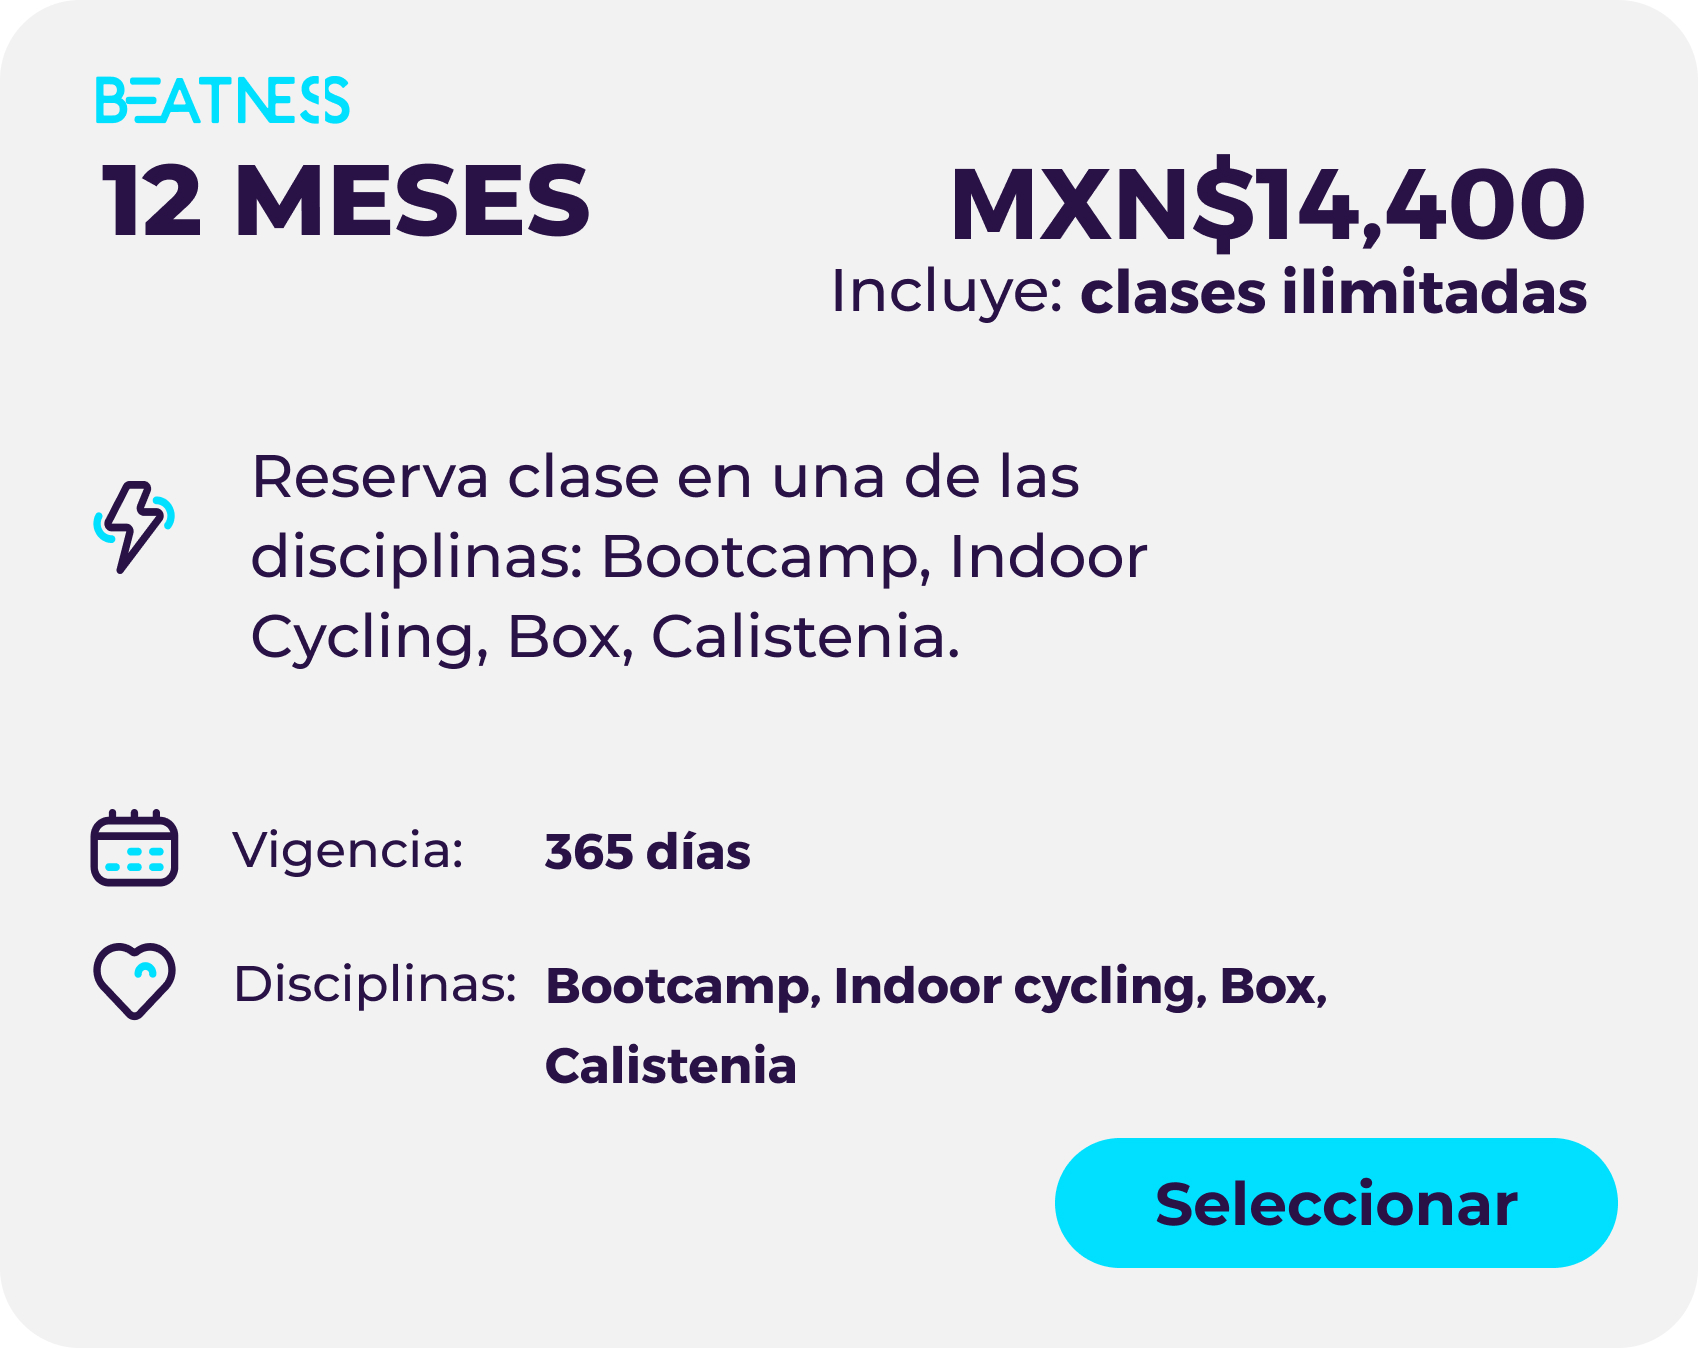 BEATNESS
12 MESES
MXN$14,400
Incluye: clases ilimitadas
Reserva clase en una de las
disciplinas: Bootcamp, Indoor
Cycling, Box, Calistenia.
Vigencia: 365 días
Disciplinas: Bootcamp, Indoor cycling, Box,
Calistenia
Seleccionar